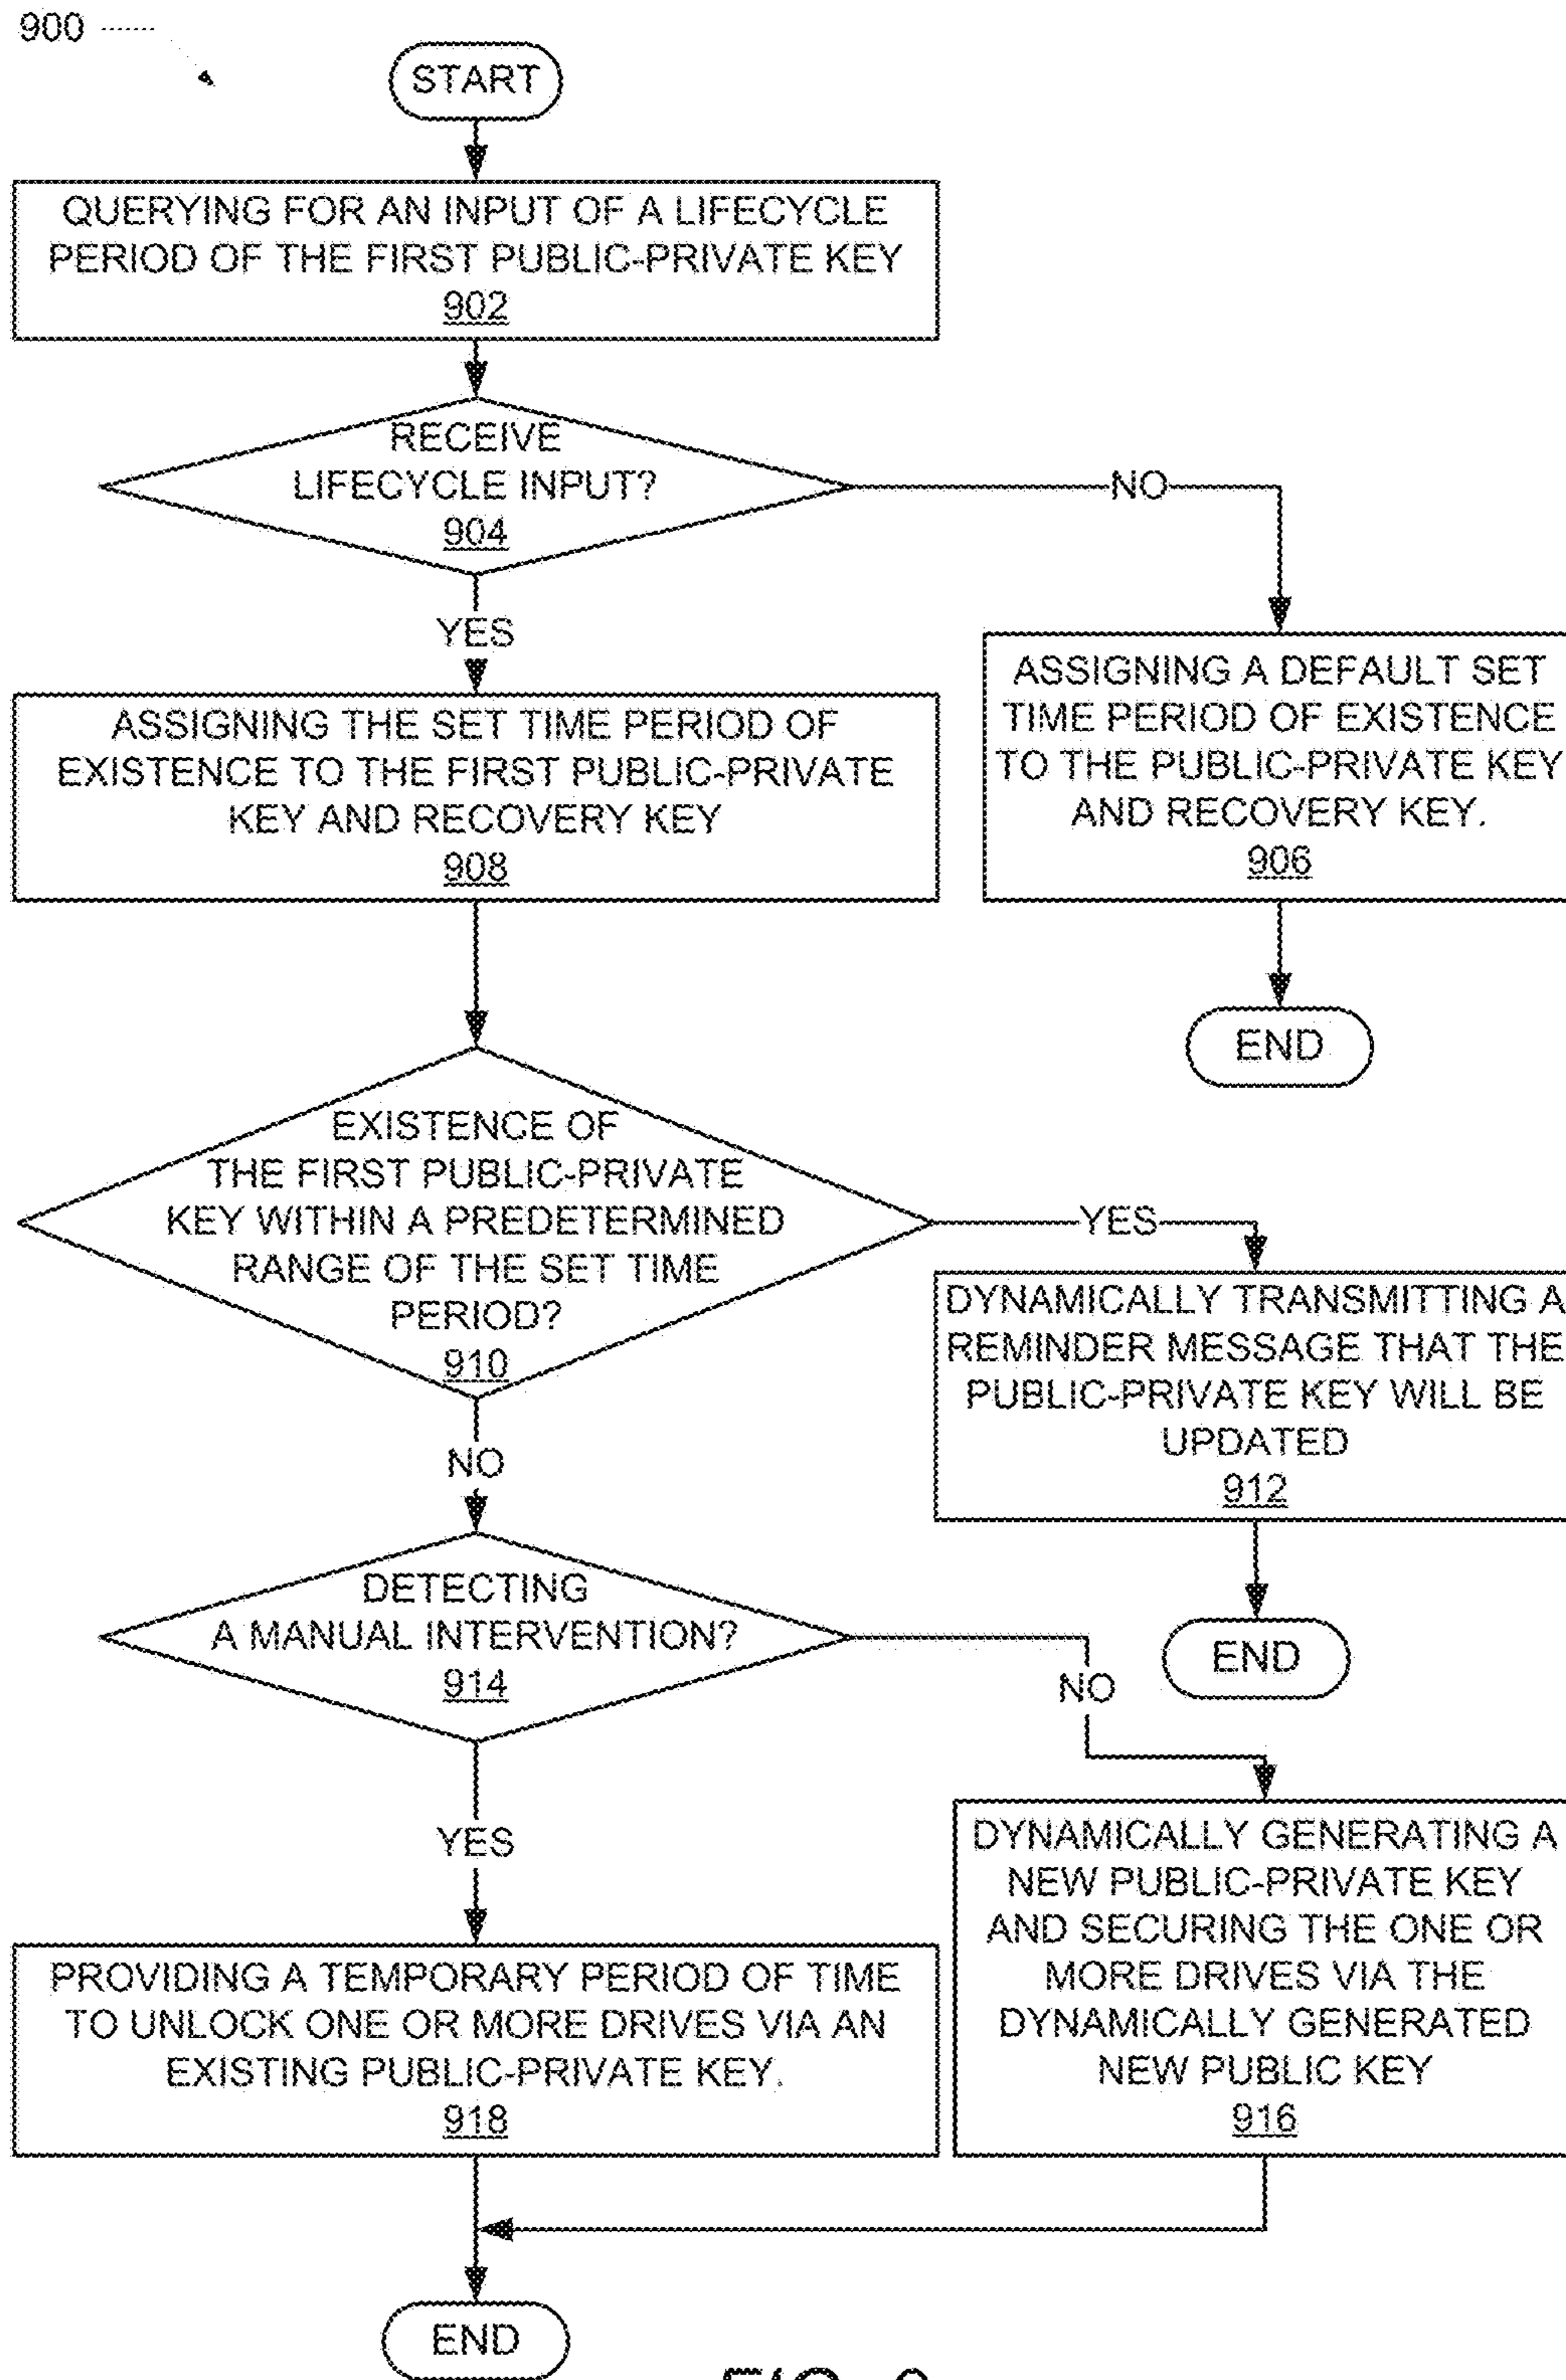 900
START
QUERYING FOR AN INPUT OF A LIFECYCLE
PERIOD OF THE FIRST PUBLIC-PRIVATE KEY
902
RECEIVE
LIFECYCLE INPUT?
904
NO
YES
ASSIGNING A DEFAULT SET
TIME PERIOD OF EXISTENCE
TO THE PUBLIC-PRIVATE KEY
AND RECOVERY KEY.
906
ASSIGNING THE SET TIME PERIOD OF
EXISTENCE TO THE FIRST PUBLIC-PRIVATE
KEY AND RECOVERY KEY
908
END
EXISTENCE OF
THE FIRST PUBLIC-PRIVATE
KEY WITHIN A PREDETERMINED
RANGE OF THE SET TIME
PERIOD?
910
YES
DYNAMICALLY TRANSMITTING A
REMINDER MESSAGE THAT THE
PUBLIC-PRIVATE KEY WILL BE
UPDATED
912
NO
END
DETECTING
A MANUAL INTERVENTION?
914
NO
YES
DYNAMICALLY GENERATING A
NEW PUBLIC-PRIVATE KEY
AND SECURING THE ONE OR
MORE DRIVES VIA THE
DYNAMICALLY GENERATED
NEW PUBLIC KEY
916
PROVIDING A TEMPORARY PERIOD OF TIME
TO UNLOCK ONE OR MORE DRIVES VIA AN
EXISTING PUBLIC-PRIVATE KEY.
918
END